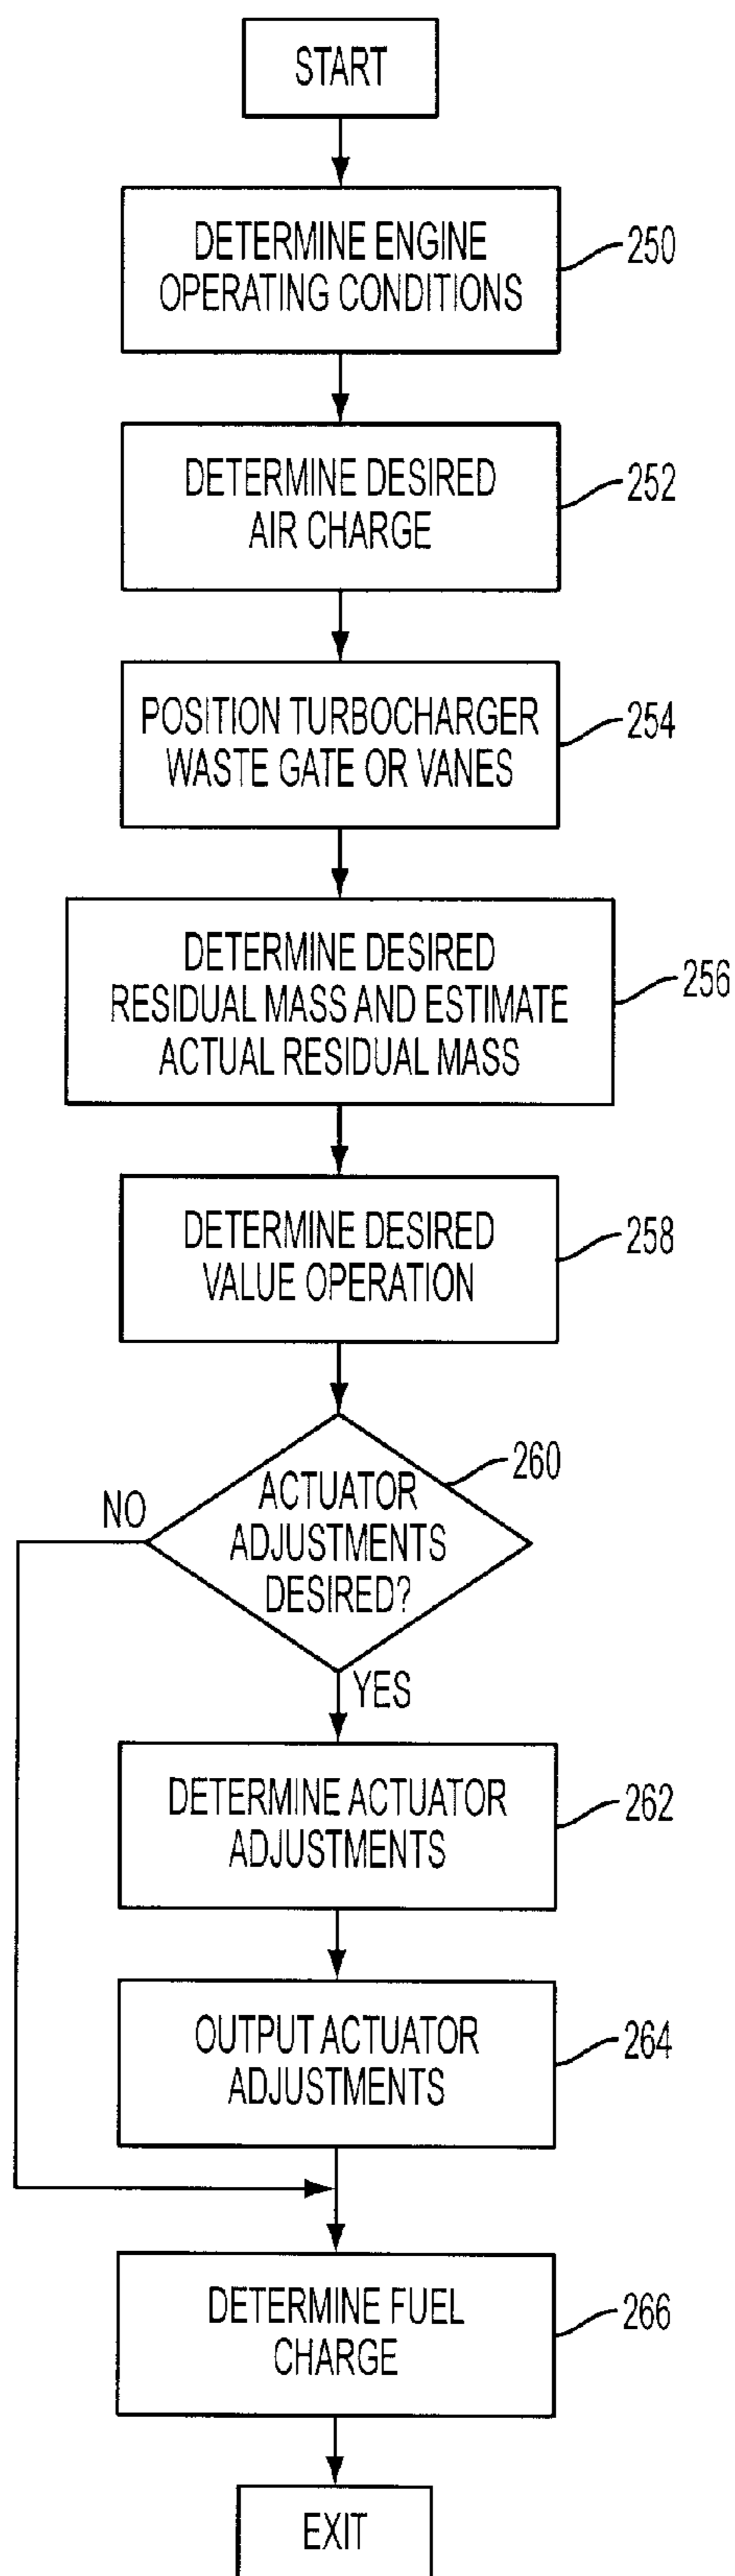 START
DETERMINE ENGINE
OPERATING CONDITIONS
250
DETERMINE DESIRED
AIR CHARGE
252
POSITION TURBOCHARGER
WASTE GATE OR VANES
254
DETERMINE DESIRED
RESIDUAL MASS AND ESTIMATE
ACTUAL RESIDUAL MASS
256
DETERMINE DESIRED
VALUE OPERATION
258
ACTUATOR
ADJUSTMENTS
DESIRED?
260
NO
YES
DETERMINE ACTUATOR
ADJUSTMENTS
262
OUTPUT ACTUATOR
ADJUSTMENTS
264
DETERMINE FUEL
CHARGE
266
EXIT